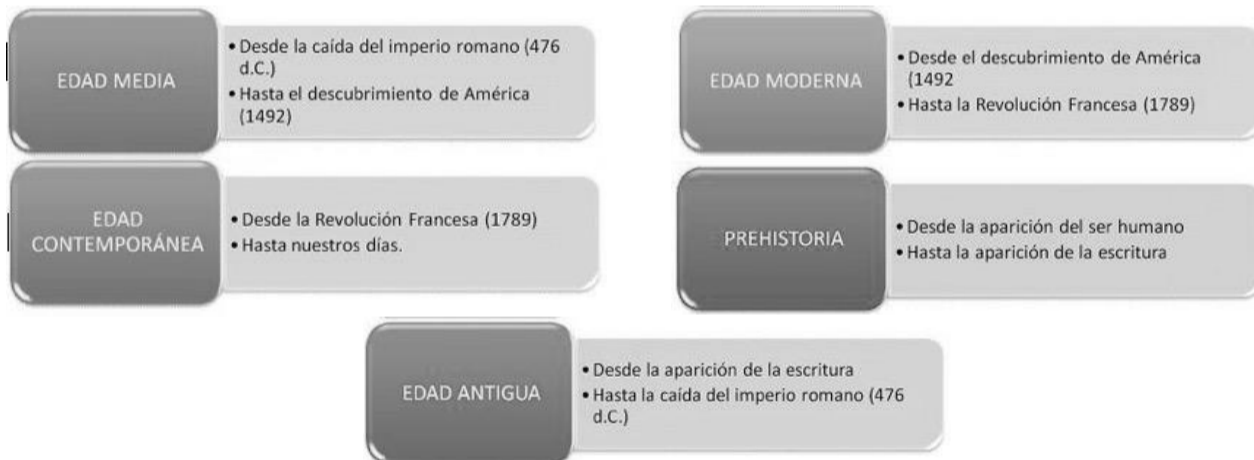 EDAD MEDIA
• Desde la caída del imperio romano (476
d.C.)
• Hasta el descubrimiento de América
(1492)
EDAD MODERNA
• Desde el descubrimiento de América
(1492
• Hasta la Revolución Francesa (1789)
EDAD
CONTEMPORÁNEA
• Desde la Revolución Francesa (1789)
• Hasta nuestros días.
PREHISTORIA
• Desde la aparición del ser humano
• Hasta la aparición de la escritura
EDAD ANTIGUA
• Desde la aparición de la escritura
• Hasta la caída del imperio romano (476
d.C.)